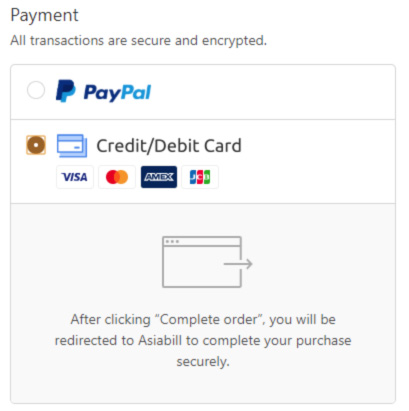 Payment
All transactions are secure and encrypted.
PayPal
Credit/Debit Card
VISA AMEX JCB
After clicking “Complete order”, you will be
redirected to Asiabill to complete your purchase
securely.